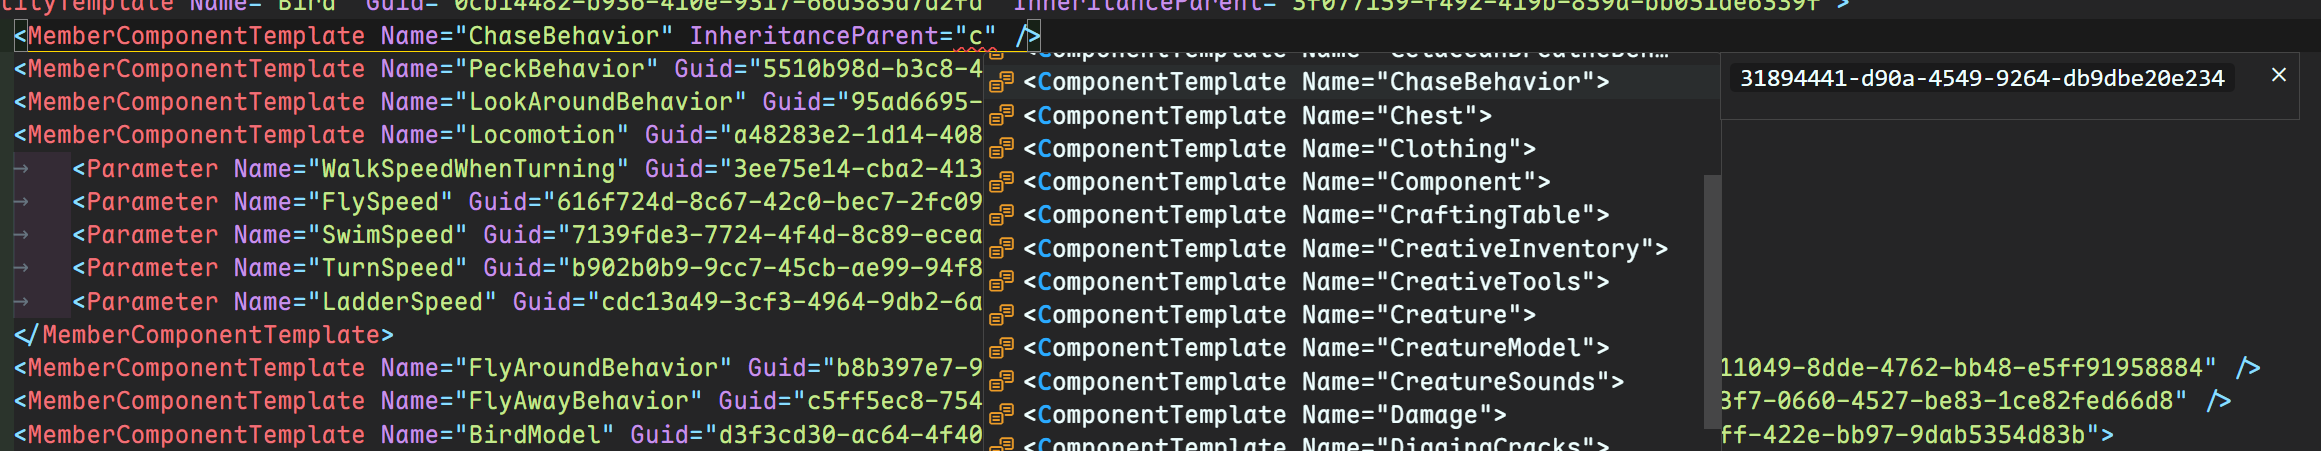 <MemberComponentTemplate Name="ChaseBehavior" InheritanceParent="c" />
<MemberComponentTemplate Name="PeckBehavior" Guid="5510b98d-b3c8-4
<MemberComponentTemplate Name="LookAroundBehavior" Guid="95ad6695-
<MemberComponentTemplate Name="Locomotion" Guid="a48283e2-1d14-408
<Parameter Name="WalkSpeedWhenTurning" Guid="3ee75e14-cba2-413
<Parameter Name="FlySpeed" Guid="616f724d-8c67-42c0-bec7-2fc09
<Parameter Name="SwimSpeed" Guid="7139fde3-7724-4f4d-8c89-ecea
<Parameter Name="TurnSpeed" Guid="b902b0b9-9cc7-45cb-ae99-94f8
<Parameter Name="LadderSpeed" Guid="cdc13a49-3cf3-4964-9db2-6a
</MemberComponentTemplate>
<MemberComponentTemplate Name="FlyAroundBehavior" Guid="b8b397e7-9
<MemberComponentTemplate Name="FlyAwayBehavior" Guid="c5ff5ec8-754
<MemberComponentTemplate Name="BirdModel" Guid="d3f3cd30-ac64-4f40
<ComponentTemplate Name="ChaseBehavior">
<ComponentTemplate Name="Chest">
<ComponentTemplate Name="Clothing">
<ComponentTemplate Name="Component">
<ComponentTemplate Name="CraftingTable">
<ComponentTemplate Name="CreativeInventory">
<ComponentTemplate Name="CreativeTools">
<ComponentTemplate Name="Creature">
<ComponentTemplate Name="CreatureModel">
<ComponentTemplate Name="CreatureSounds">
<ComponentTemplate Name="Damage">
<ComponentTemplate Name="DiggingCracks">
31894441-d90a-4549-9264-db9dbe20e234
11049-8dde-4762-bb48-e5ff91958884" />
3f7-0660-4527-be83-1ce82fed66d8" />
ff-422e-bb97-9dab5354d83b">